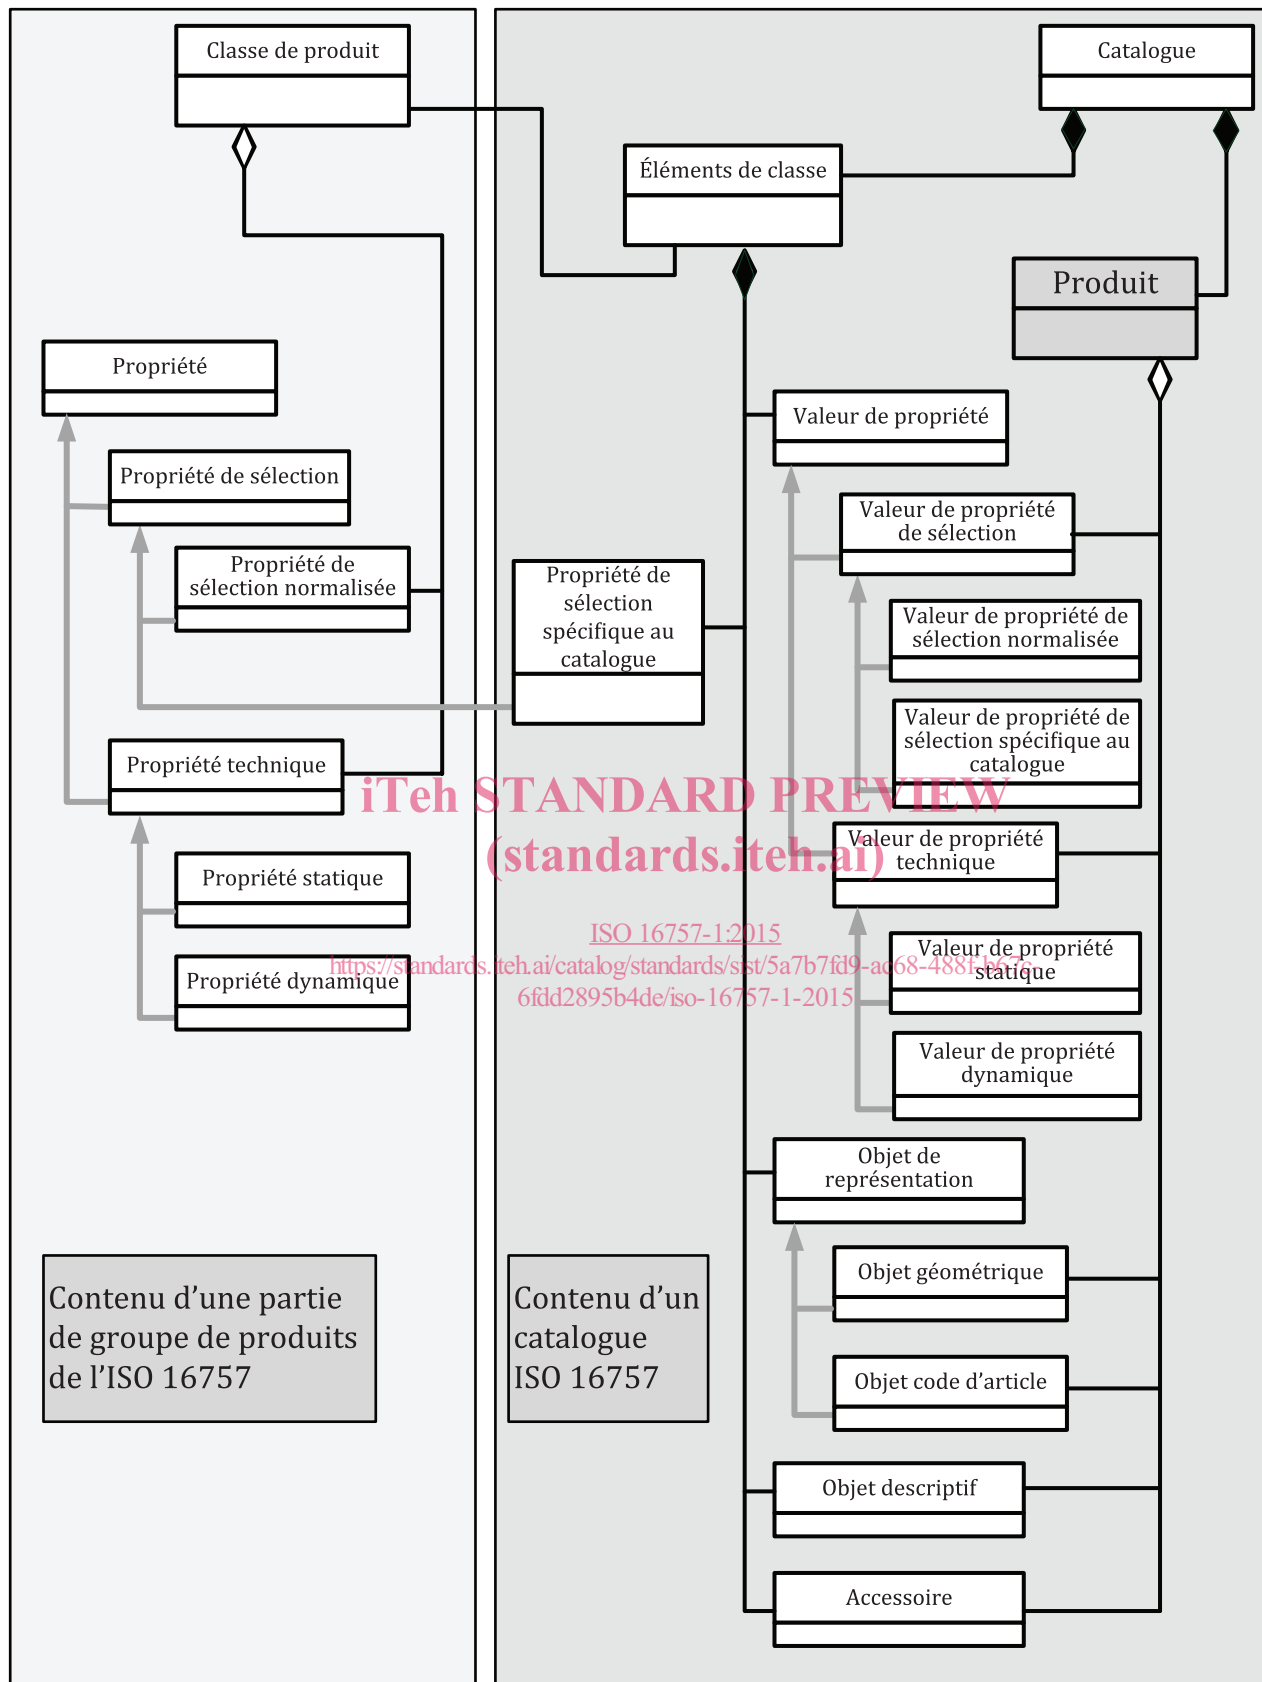 Classe de produit
Propriété
Propriété de sélection
Propriété de
sélection normalisée
Propriété technique
Propriété statique
Propriété dynamique
Contenu d’une partie
de groupe de produits
de l’ISO 16757
Catalogue
Éléments de classe
Produit
Valeur de propriété
Valeur de propriété
de sélection
Propriété de
sélection
spécifique au
catalogue
Valeur de propriété de
sélection normalisée
Valeur de propriété de
sélection spécifique au
catalogue
Valeur de propriété
technique
Valeur de propriété
statique
Valeur de propriété
dynamique
Objet de
représentation
Objet géométrique
Objet code d’article
Objet descriptif
Accessoire
Contenu d’un
catalogue
ISO 16757
iTeh STANDARD PREVIEW
(standards.iteh.ai)
ISO 16757-1:2015
https://standards.iteh.ai/catalog/standards/sist/5a7b7fd9-ac68-488f-b67c-
6fdd2895b4de/iso-16757-1-2015